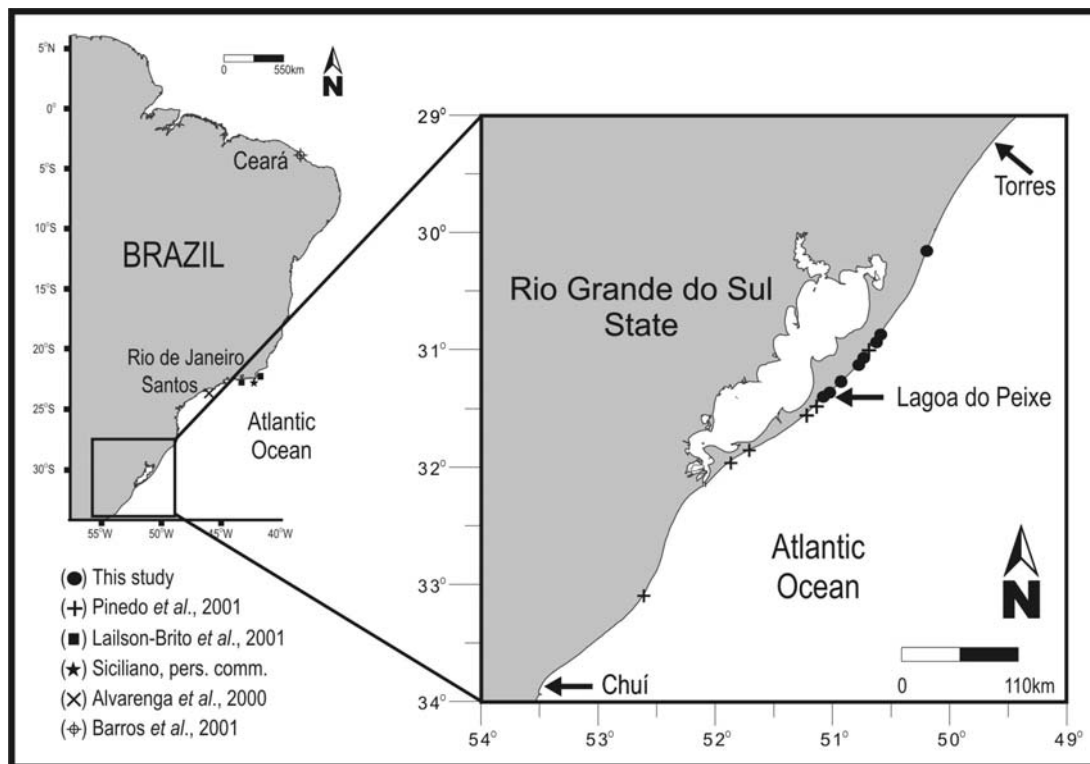 5°N
0°
5°S
10°S
15°S
20°S
25°S
30°S
55°W
50°W
45°W
40°W
0
550km
N
Ceará
BRAZIL
Rio de Janeiro
Santos
Atlantic
Ocean
(●) This study
(+) Pinedo et al., 2001
(■) Lailson-Brito et al., 2001
(★) Siciliano, pers. comm.
(×) Alvarenga et al., 2000
(⌖) Barros et al., 2001
29°
30°
31°
32°
33°
34°
54°
53°
52°
51°
50°
49°
Torres
Rio Grande do Sul
State
Lagoa do Peixe
Atlantic
Ocean
Chuí
N
0
110km